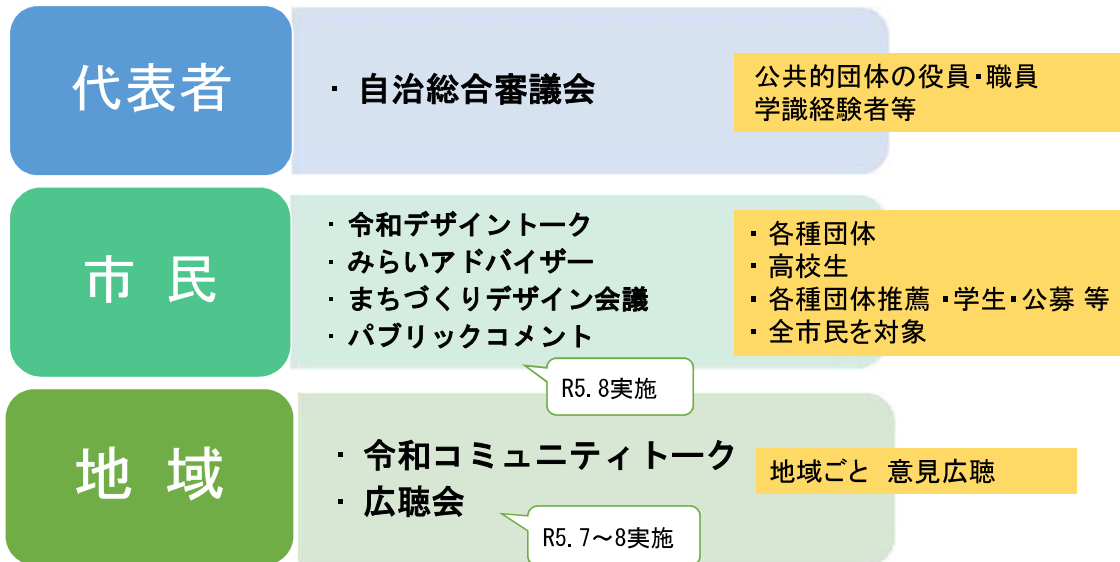 代表者
・ 自治総合審議会
公共的団体の役員・職員
学識経験者等
市 民
・ 令和デザイントーク
・ みらいアドバイザー
・ まちづくりデザイン会議
・ パブリックコメント
・ 各種団体
・ 高校生
・ 各種団体推薦 ・学生・公募 等
・ 全市民を対象
R5. 8実施
地 域
・ 令和コミュニティトーク
・ 広聴会
地域ごと 意見広聴
R5. 7～8実施